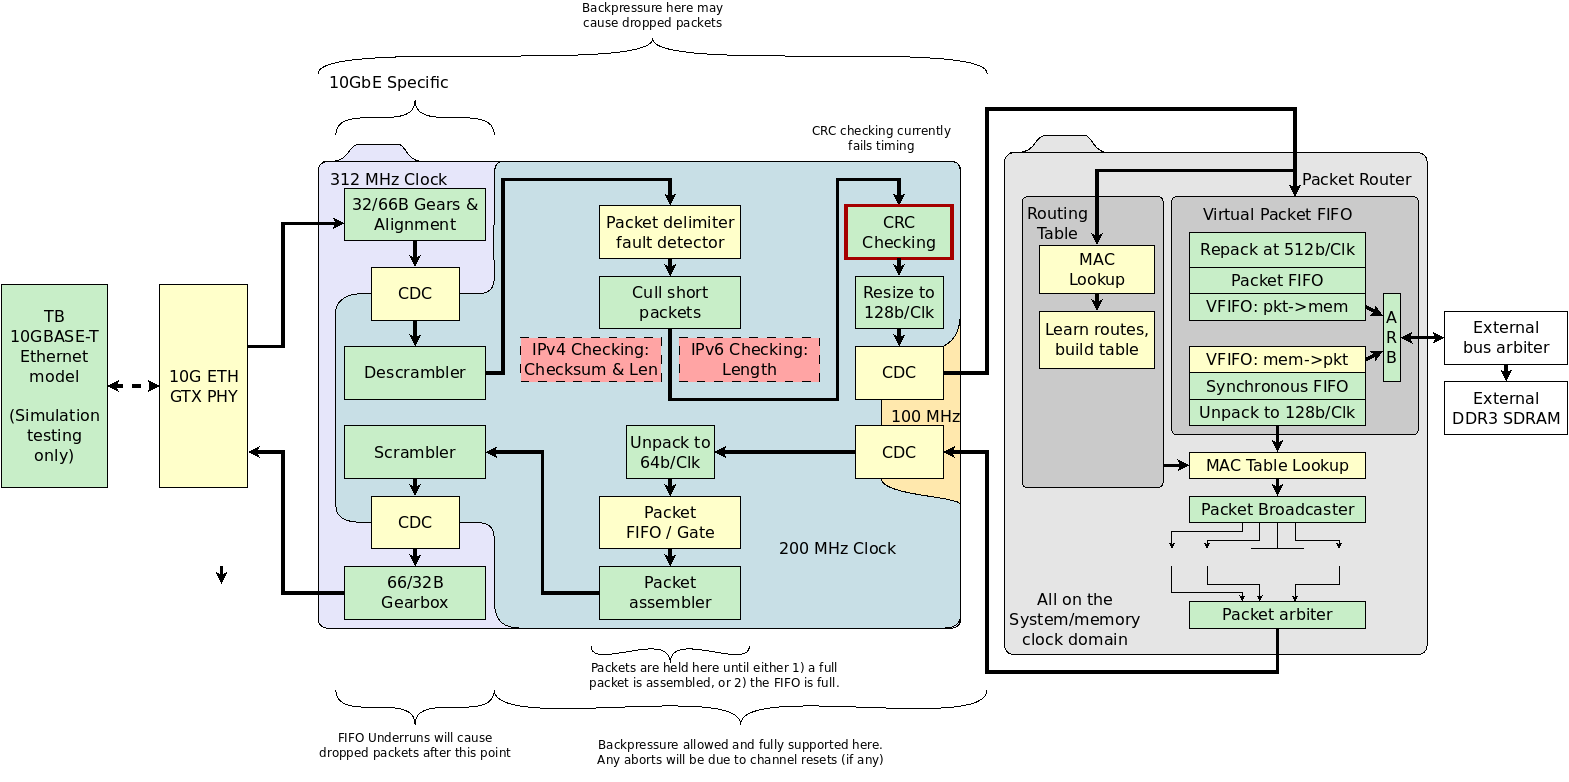 Backpressure here may
cause dropped packets
10GbE Specific
CRC checking currently
fails timing
312 MHz Clock
32/66B Gears &
Alignment
CDC
Descrambler
Packet delimiter
fault detector
Cull short
packets
IPv4 Checking:
Checksum & Len
IPv6 Checking:
Length
CRC
Checking
Resize to
128b/Clk
CDC
100 MHz
CDC
Unpack to
64b/Clk
Packet
FIFO / Gate
Packet
assembler
200 MHz Clock
Scrambler
CDC
66/32B
Gearbox
TB
10GBASE-T
Ethernet
model
(Simulation
testing
only)
10G ETH
GTX PHY
Packet Router
Routing
Table
MAC
Lookup
Learn routes,
build table
Virtual Packet FIFO
Repack at 512b/Clk
Packet FIFO
VFIFO: pkt->mem
VFIFO: mem->pkt
Synchronous FIFO
Unpack to 128b/Clk
A
R
B
External
bus arbiter
External
DDR3 SDRAM
MAC Table Lookup
Packet Broadcaster
Packet arbiter
All on the
System/memory
clock domain
Packets are held here until either 1) a full
packet is assembled, or 2) the FIFO is full.
FIFO Underruns will cause
dropped packets after this point
Backpressure allowed and fully supported here.
Any aborts will be due to channel resets (if any)